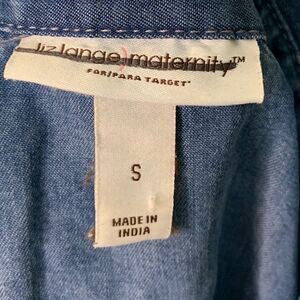 liz lange) maternity™
FOR/PARA TARGET®
S
MADE IN
INDIA